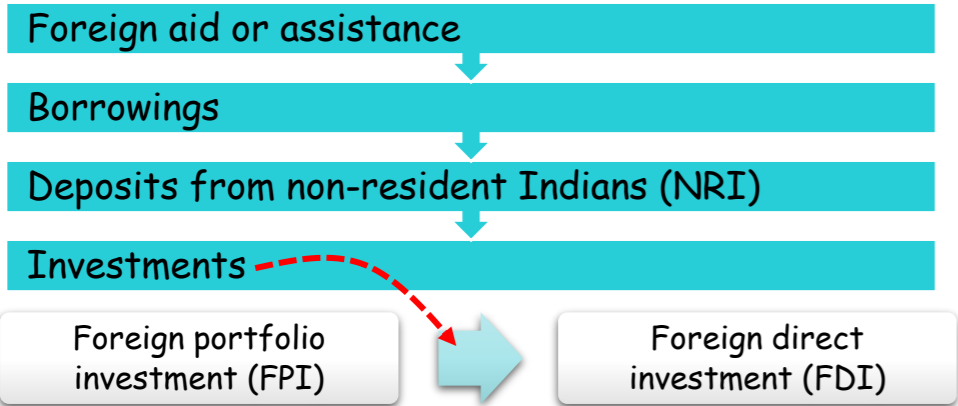 Foreign aid or assistance
Borrowings
Deposits from non-resident Indians (NRI)
Investments
Foreign portfolio
investment (FPI)
Foreign direct
investment (FDI)